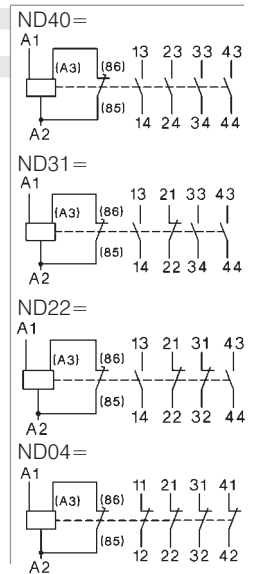 ND40=
A1
13 23 33 43
(A3) (86)
(85)
14 24 34 44
A2
ND31=
A1
13 21 33 43
(A3) (86)
(85)
14 22 34 44
A2
ND22=
A1
13 21 31 43
(A3) (86)
(85)
14 22 32 44
A2
ND04=
A1
11 21 31 41
(A3) (86)
(85)
12 22 32 42
A2